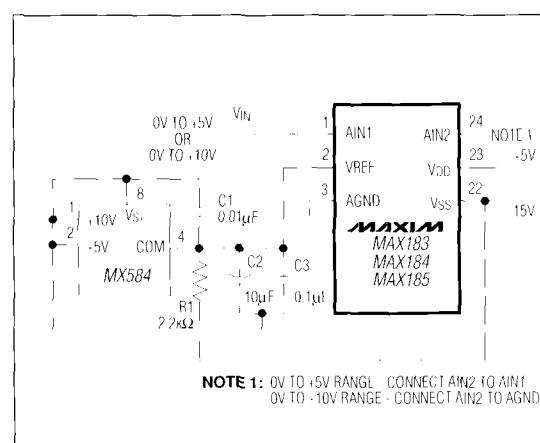 0V TO +5V
OR
0V TO +10V
VIN
1
AIN1
AIN2
24
NOTE 1
2
VREF
VDD
23
-5V
3
AGND
VSS
22
15V
MAXIM
MAX183
MAX184
MAX185
8
1
+10V
2
-5V
COM
4
MX584
C1
0.01µF
C2
10µF
C3
0.1µF
R1
2.2kΩ
NOTE 1: 0V TO +5V RANGE - CONNECT AIN2 TO AIN1
0V TO -10V RANGE - CONNECT AIN2 TO AGND